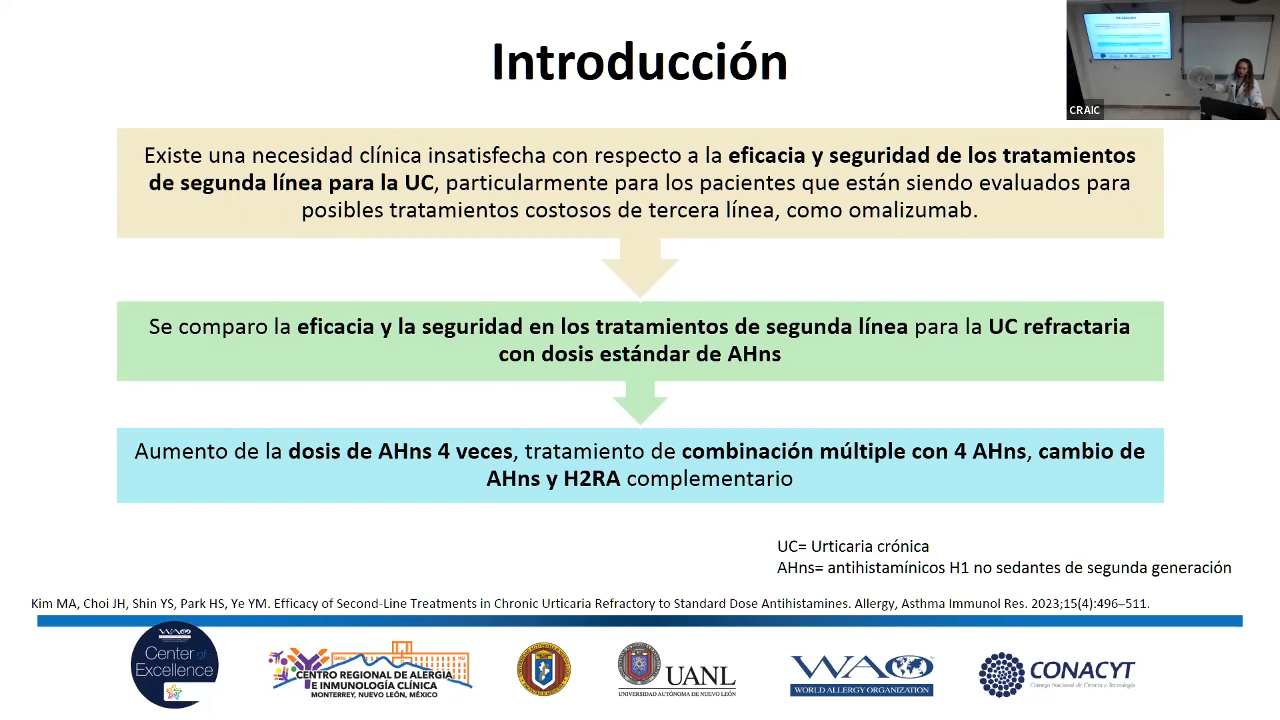 Introducción
CRAIC
Existe una necesidad clínica insatisfecha con respecto a la eficacia y seguridad de los tratamientos
de segunda línea para la UC, particularmente para los pacientes que están siendo evaluados para
posibles tratamientos costosos de tercera línea, como omalizumab.
Se comparo la eficacia y la seguridad en los tratamientos de segunda línea para la UC refractaria
con dosis estándar de AHns
Aumento de la dosis de AHns 4 veces, tratamiento de combinación múltiple con 4 AHns, cambio de
AHns y H2RA complementario
UC= Urticaria crónica
AHns= antihistamínicos H1 no sedantes de segunda generación
Kim MA, Choi JH, Shin YS, Park HS, Ye YM. Efficacy of Second-Line Treatments in Chronic Urticaria Refractory to Standard Dose Antihistamines. Allergy, Asthma Immunol Res. 2023;15(4):496–511.
WAO
Center of
Excellence
UANL
CENTRO REGIONAL DE ALERGIA
E INMUNOLOGÍA CLÍNICA
MONTERREY, NUEVO LEÓN, MÉXICO
UANL
UNIVERSIDAD AUTÓNOMA DE NUEVO LEÓN
WAO
WORLD ALLERGY ORGANIZATION
CONACYT
Consejo Nacional de Ciencia y Tecnología